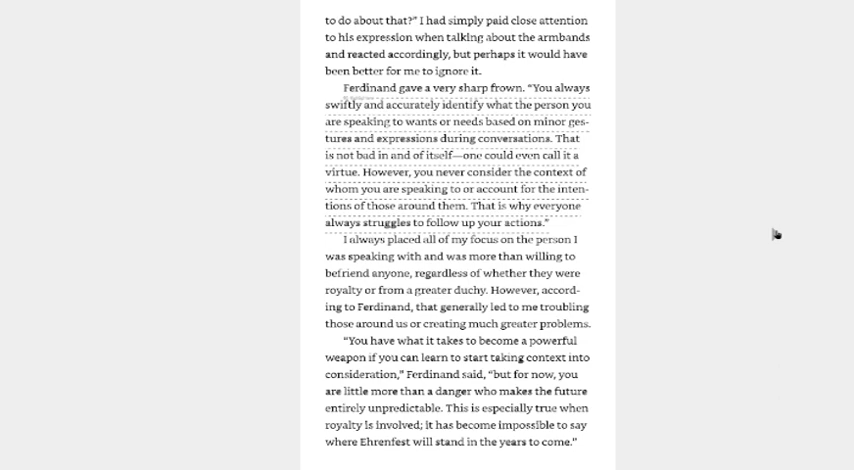 to do about that?” I had simply paid close attention
to his expression when talking about the armbands
and reacted accordingly, but perhaps it would have
been better for me to ignore it.
Ferdinand gave a very sharp frown. “You always
swiftly and accurately identify what the person you
are speaking to wants or needs based on minor ges-
tures and expressions during conversations. That
is not bad in and of itself—one could even call it a
virtue. However, you never consider the context of
whom you are speaking to or account for the inten-
tions of those around them. That is why everyone
always struggles to follow up your actions.”
I always placed all of my focus on the person I
was speaking with and was more than willing to
befriend anyone, regardless of whether they were
royalty or from a greater duchy. However, accord-
ing to Ferdinand, that generally led to me troubling
those around us or creating much greater problems.
“You have what it takes to become a powerful
weapon if you can learn to start taking context into
consideration,” Ferdinand said, “but for now, you
are little more than a danger who makes the future
entirely unpredictable. This is especially true when
royalty is involved; it has become impossible to say
where Ehrenfest will stand in the years to come.”